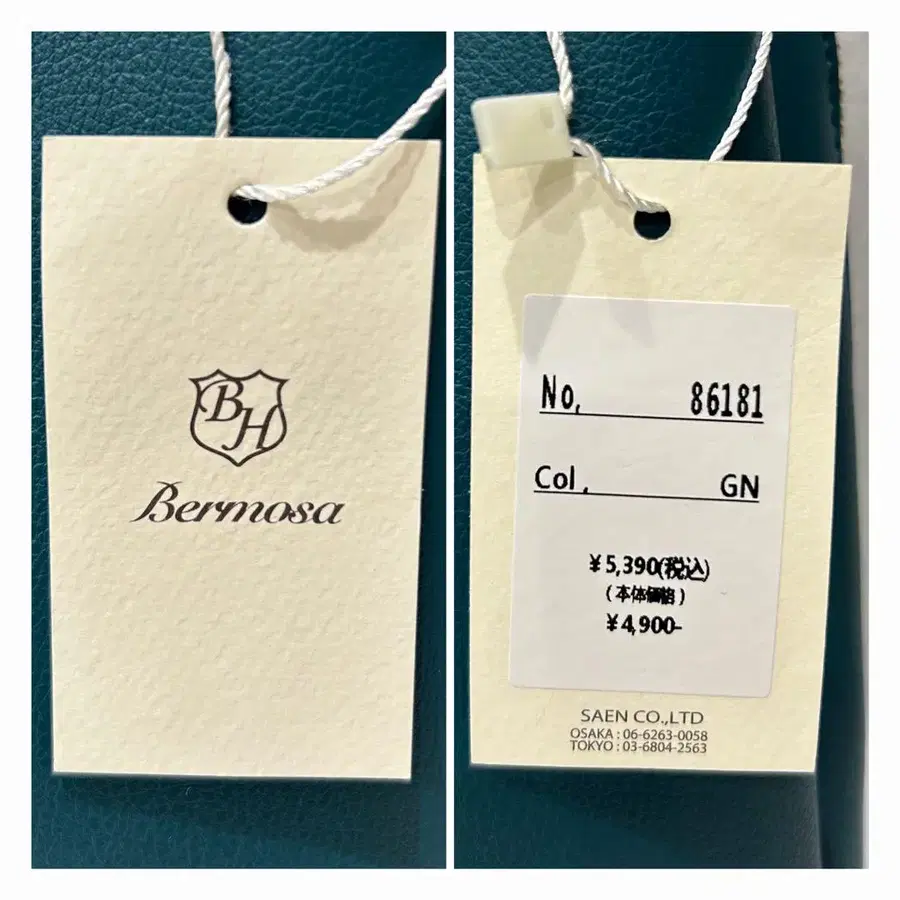 BH
Bermosa
No. 86181
Col. GN
¥5,390(税込)
(本体価格)
¥4,900-
SAEN CO.,LTD
OSAKA : 06-6263-0058
TOKYO : 03-6804-2563